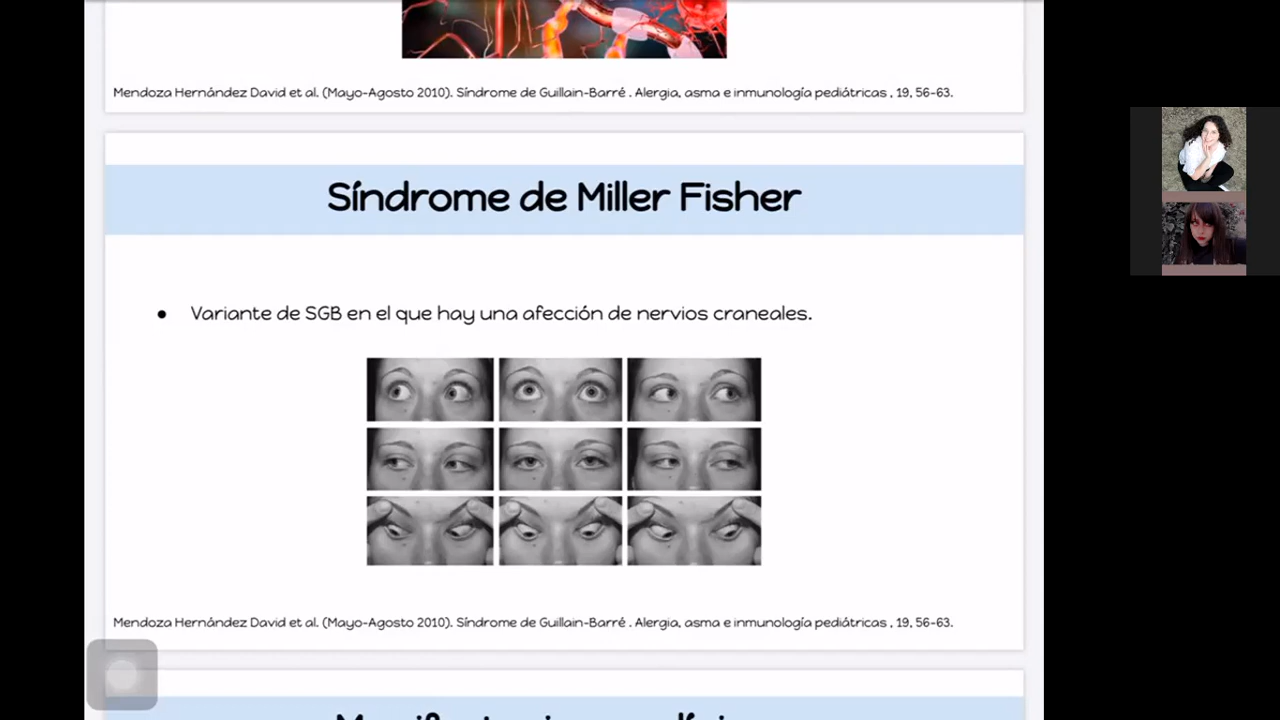 Mendoza Hernández David et al. (Mayo-Agosto 2010). Síndrome de Guillain-Barré . Alergia, asma e inmunología pediátricas , 19, 56-63.
Síndrome de Miller Fisher
● Variante de SGB en el que hay una afección de nervios craneales.
Mendoza Hernández David et al. (Mayo-Agosto 2010). Síndrome de Guillain-Barré . Alergia, asma e inmunología pediátricas , 19, 56-63.